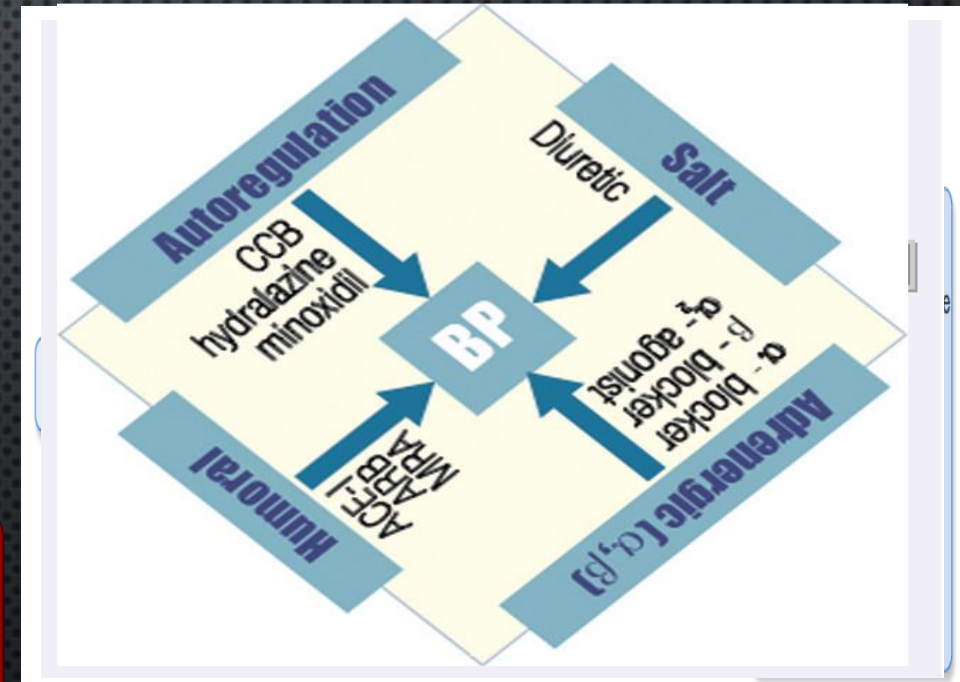 Autoregulation
CCB
hydralazine
minoxidil
Salt
Diuretic
BP
Humoral
ACE-I
ARB
MRA
Adrenergic (α,β)
α - blocker
β - blocker
α₂ - agonist
e